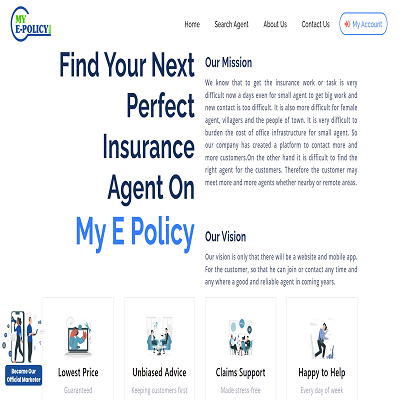 MY
E-POLICY
Home
Search Agent
About Us
Contact Us
My Account
Find Your Next
Perfect
Insurance
Agent On
My E Policy
Our Mission
We know that to get the insurance work or task is very
difficult now a days even for small agent to get big work and
new contact is too difficult. It is also more difficult for female
agent, villagers and the people of town. It is very difficult to
burden the cost of office infrastructure for small agent. So
our company has created a platform to contact more and
more customers.On the other hand it is difficult to find the
right agent for the customers. Therefore the customer may
meet more and more agents whether nearby or remote areas.
Our Vision
Our vision is only that there will be a website and mobile app.
For the customer, so that he can join or contact any time and
any where a good and reliable agent in coming years.
Become Our
Official Marketer
Lowest Price
Guaranteed
Unbiased Advice
Keeping customers first
Claims Support
Made stress-free
Happy to Help
Every day of week